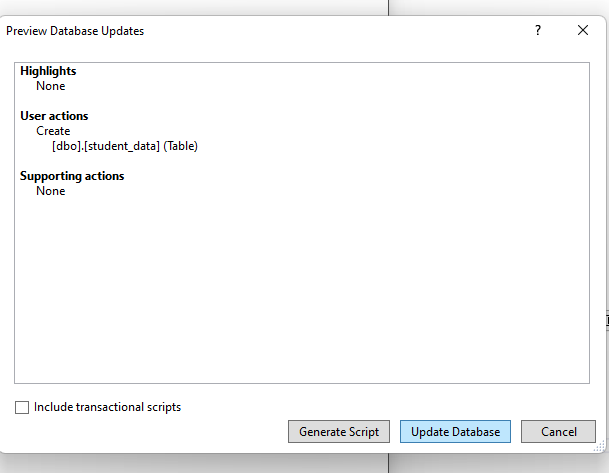 Preview Database Updates
?
Highlights
None
User actions
Create
[dbo].[student_data] (Table)
Supporting actions
None
Include transactional scripts
Generate Script
Update Database
Cancel